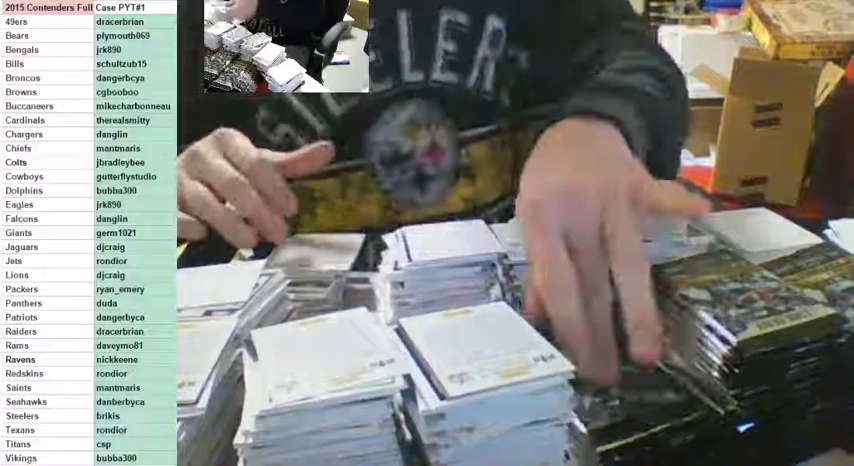 2015 Contenders Full Case PYT#1
49ers dracerbrian
Bears plymouth069
Bengals jrk890
Bills schultzub15
Broncos dangerbcya
Browns cgbooboo
Buccaneers mikecharbonneau
Cardinals therealsmitty
Chargers danglin
Chiefs mantmaris
Colts jbradleybee
Cowboys gutterflystudio
Dolphins bubba300
Eagles jrk890
Falcons danglin
Giants germ1021
Jaguars djcraig
Jets rondior
Lions djcraig
Packers ryan_emery
Panthers duda
Patriots dangerbyca
Raiders dracerbrian
Rams daveymo81
Ravens nickkeene
Redskins rondior
Saints mantmaris
Seahawks danberbyca
Steelers brikis
Texans rondior
Titans csp
Vikings bubba300
STEELER